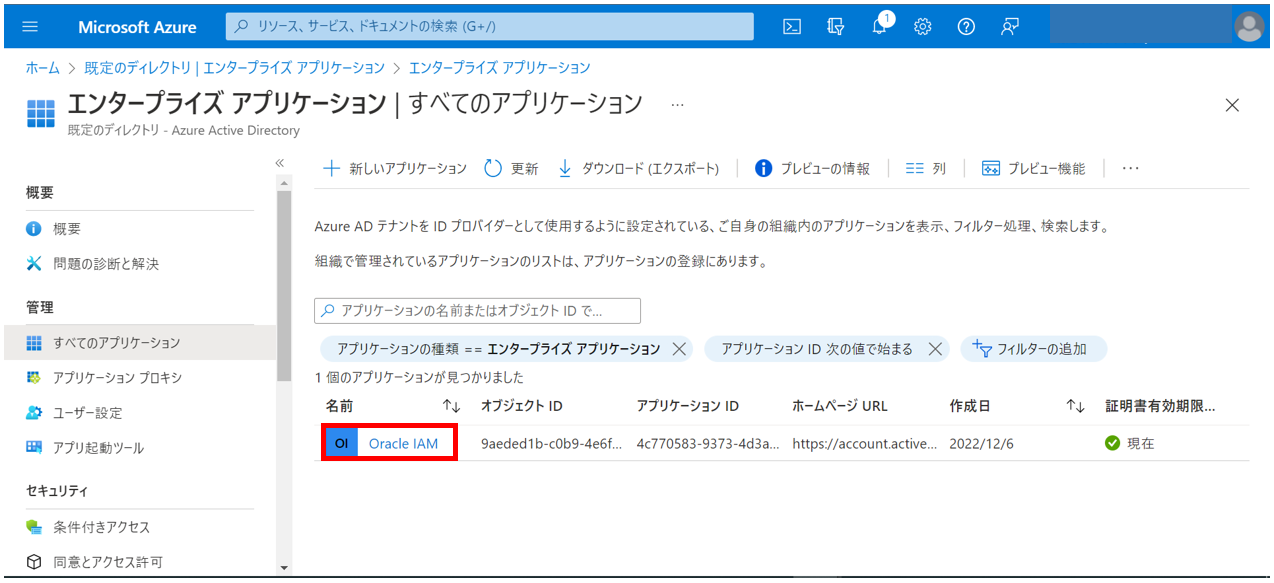 Microsoft Azure
リソース、サービス、ドキュメントの検索 (G+/)
1
ホーム > 既定のディレクトリ | エンタープライズ アプリケーション > エンタープライズ アプリケーション
エンタープライズ アプリケーション | すべてのアプリケーション ...
既定のディレクトリ - Azure Active Directory
新しいアプリケーション 更新 ダウンロード (エクスポート) プレビューの情報 列 プレビュー機能 ...
概要
概要
問題の診断と解決
管理
すべてのアプリケーション
アプリケーション プロキシ
ユーザー設定
アプリ起動ツール
セキュリティ
条件付きアクセス
同意とアクセス許可
Azure AD テナントを ID プロバイダーとして使用するように設定されている、ご自身の組織内のアプリケーションを表示、フィルター処理、検索します。
組織で管理されているアプリケーションのリストは、アプリケーションの登録にあります。
アプリケーションの名前またはオブジェクト ID で...
アプリケーションの種類 == エンタープライズ アプリケーション アプリケーション ID 次の値で始まる フィルターの追加
1 個のアプリケーションが見つかりました
名前 オブジェクト ID アプリケーション ID ホームページ URL 作成日 証明書有効期限...
OI Oracle IAM 9aeded1b-c0b9-4e6f... 4c770583-9373-4d3a... https://account.active... 2022/12/6 現在